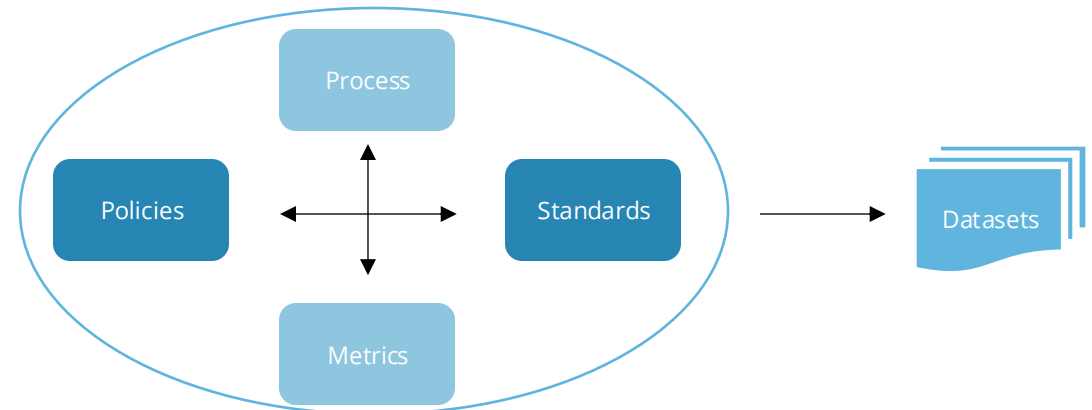 Process
Policies
Standards
Datasets
Metrics